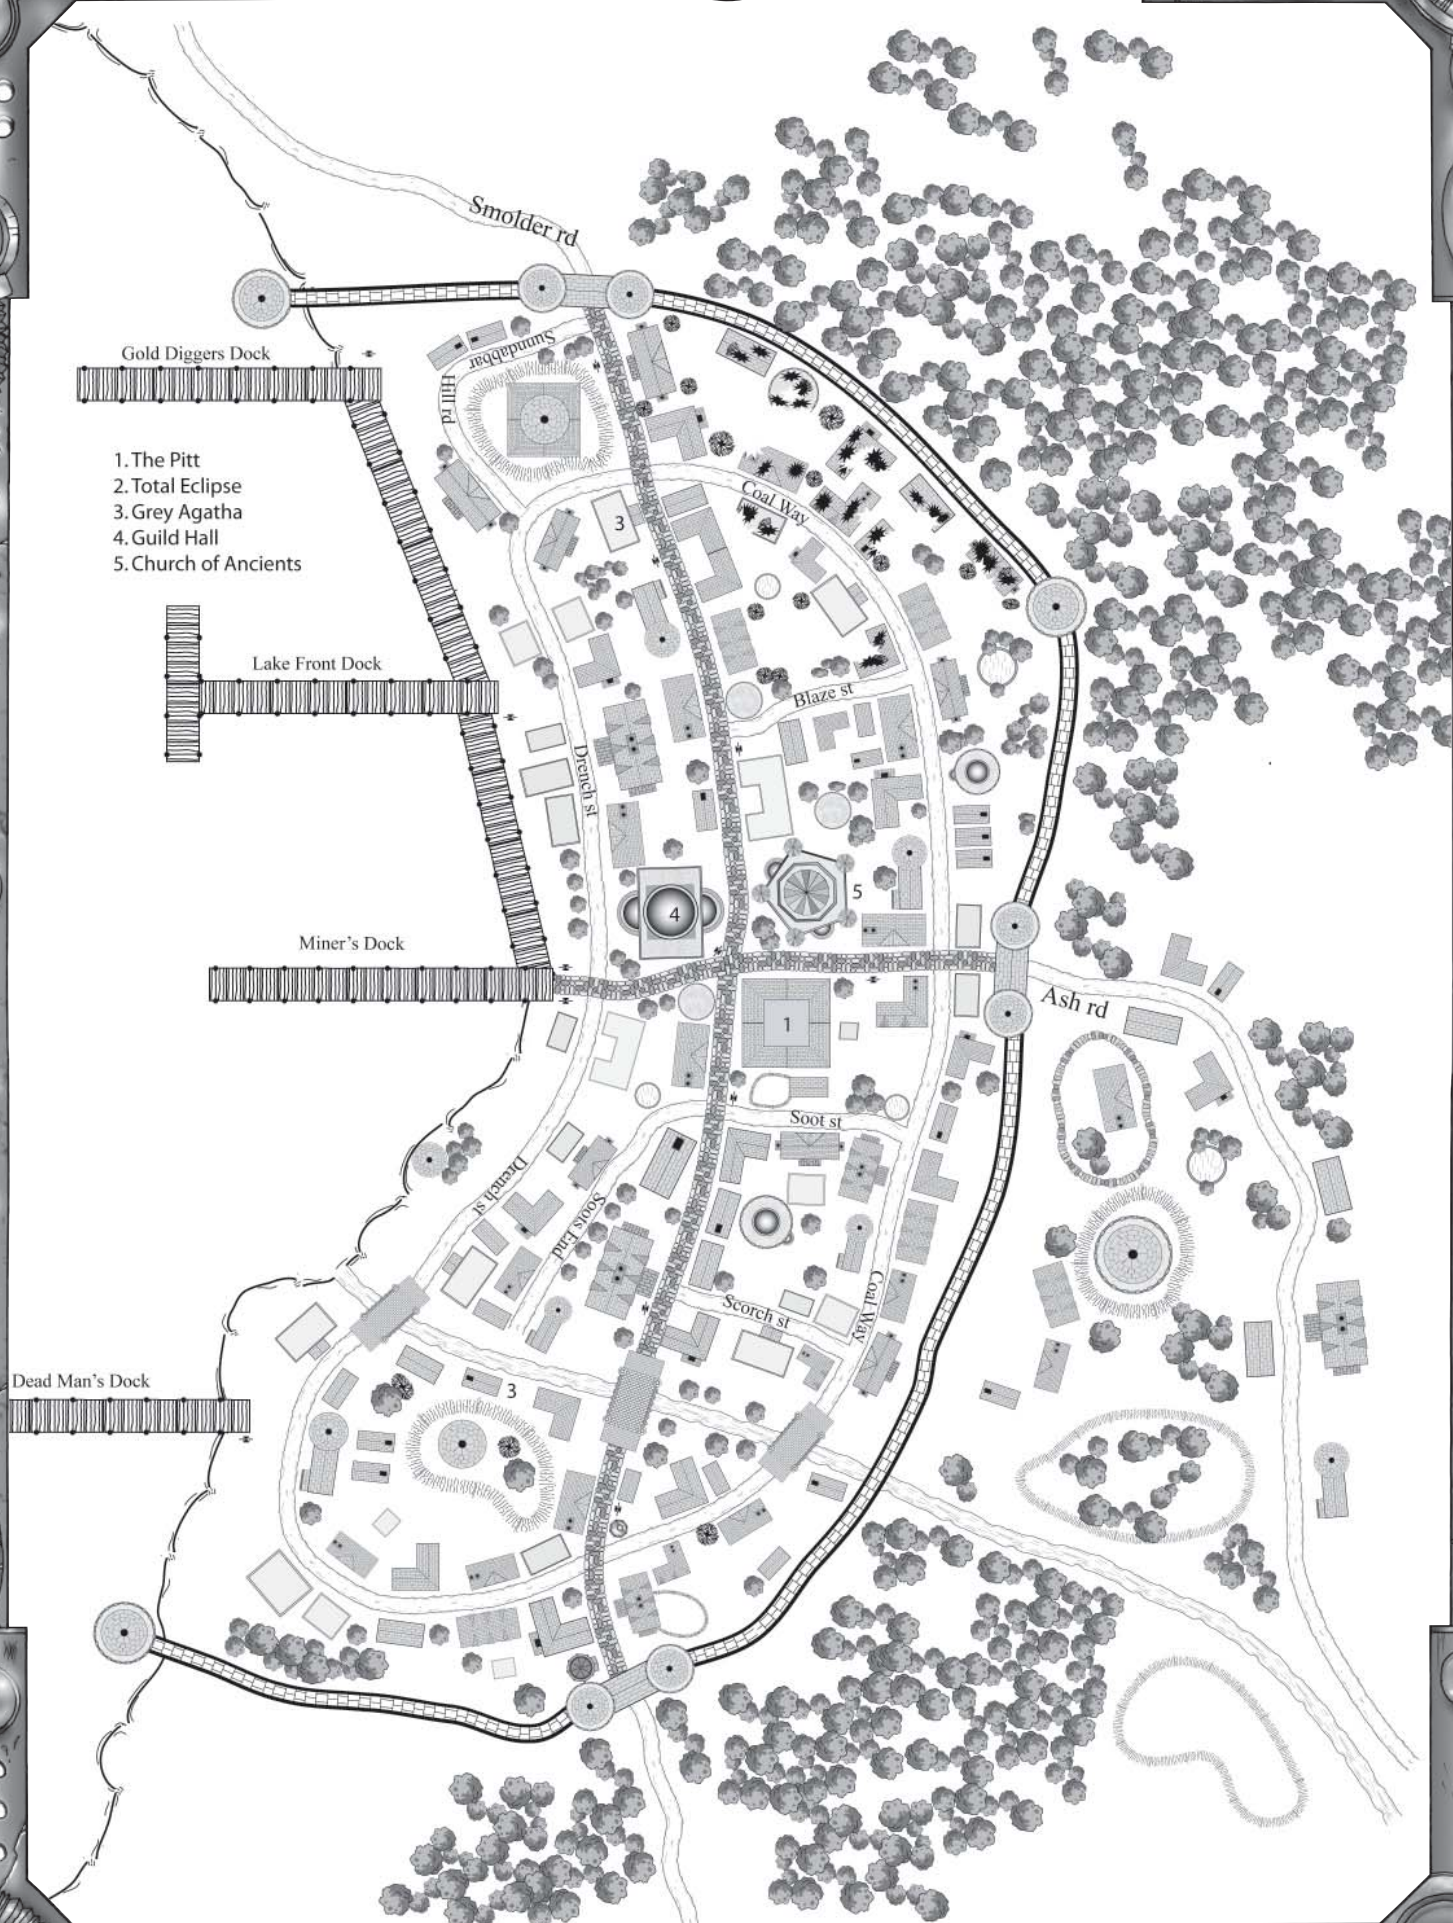 Smolder rd
Sunndabbar
Hill rd
Gold Diggers Dock
1. The Pitt
2. Total Eclipse
3. Grey Agatha
4. Guild Hall
5. Church of Ancients
Coal Way
3
Lake Front Dock
Blaze st
Drench st
5
4
Miner's Dock
Ash rd
1
Soot st
Drench st
Soots End
Coal Way
Scorch st
Dead Man's Dock
3